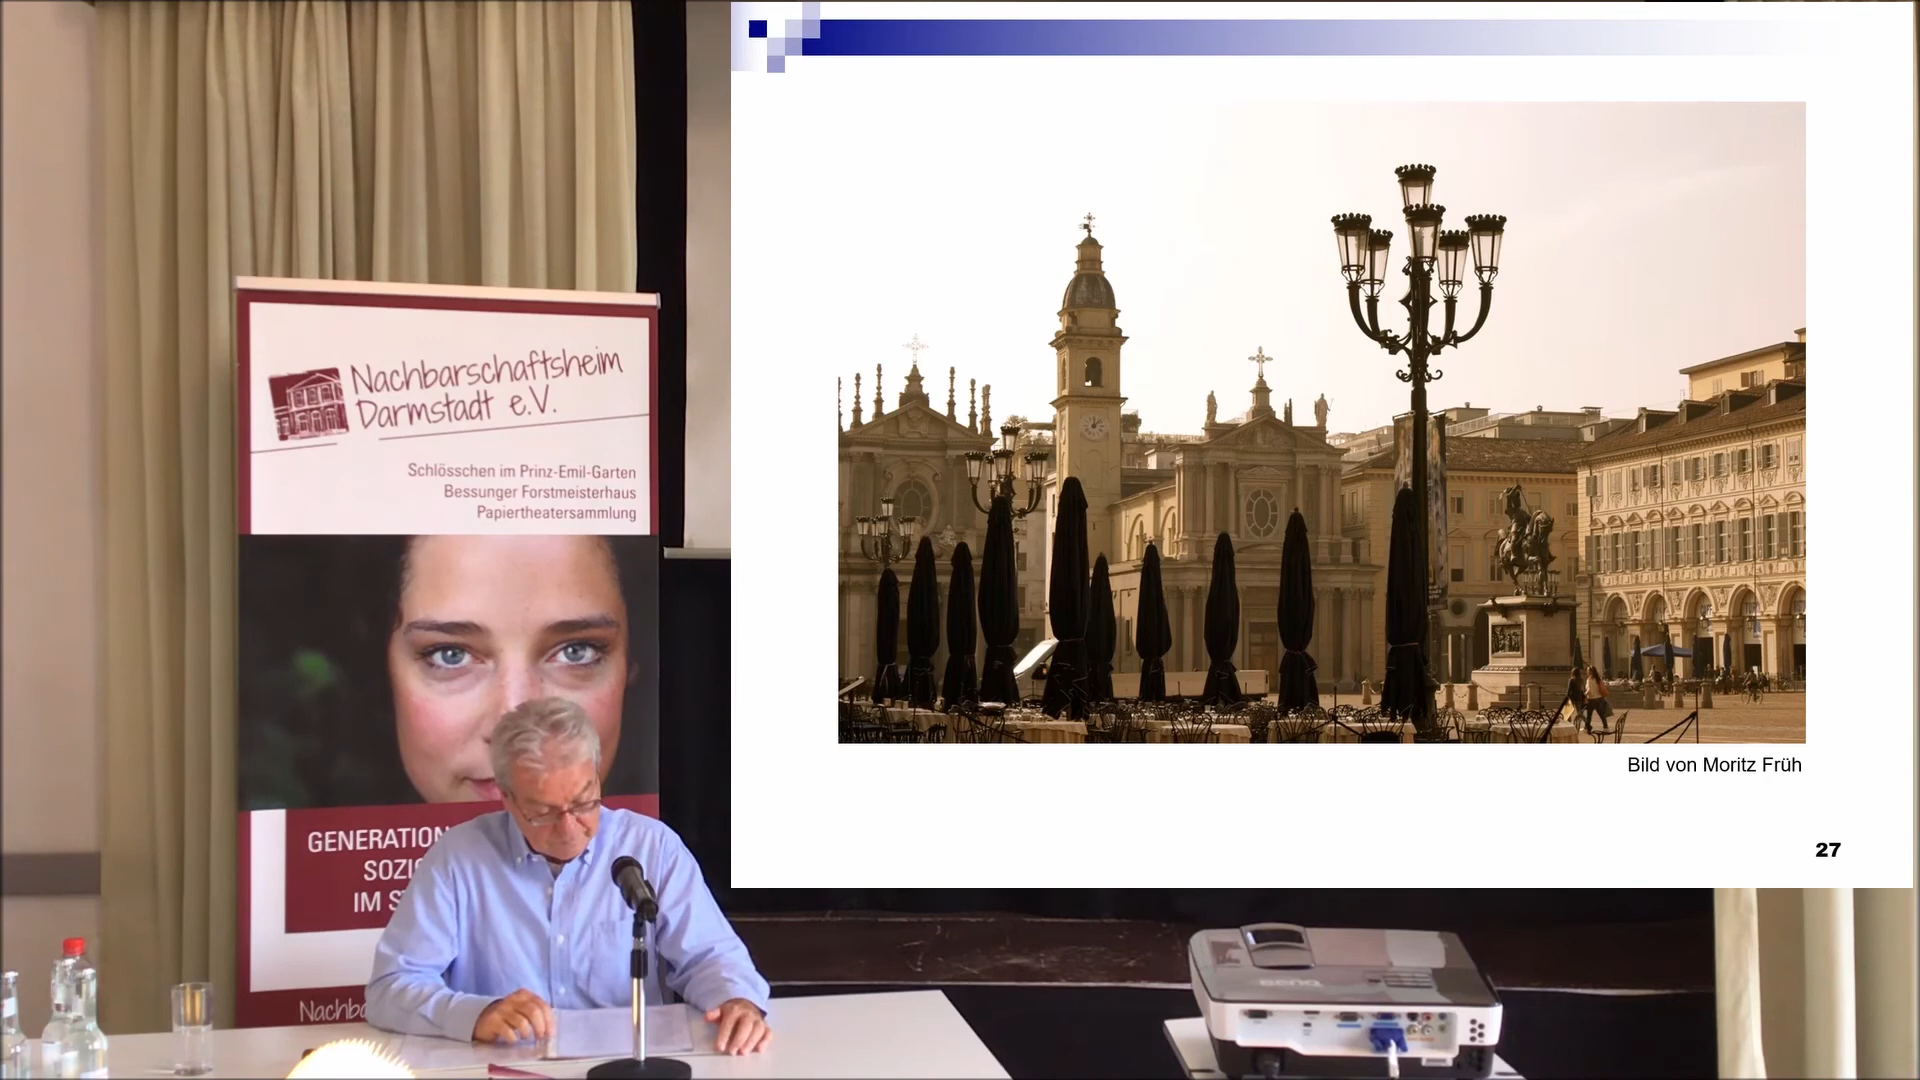 Nachbarschaftsheim
Darmstadt e.V.
Schlösschen im Prinz-Emil-Garten
Bessunger Forstmeisterhaus
Papiertheatersammlung
GENERATION
SOZI
IM S
Nachba
Bild von Moritz Früh
27
BENQ